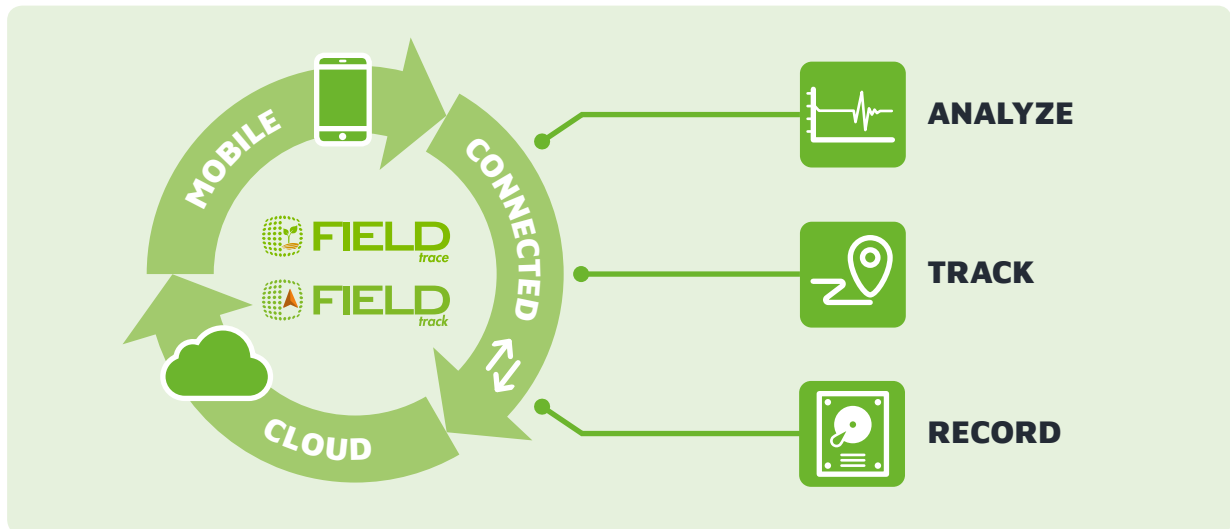 MOBILE
CONNECTED
CLOUD
FIELD
trace
FIELD
track
ANALYZE
TRACK
RECORD